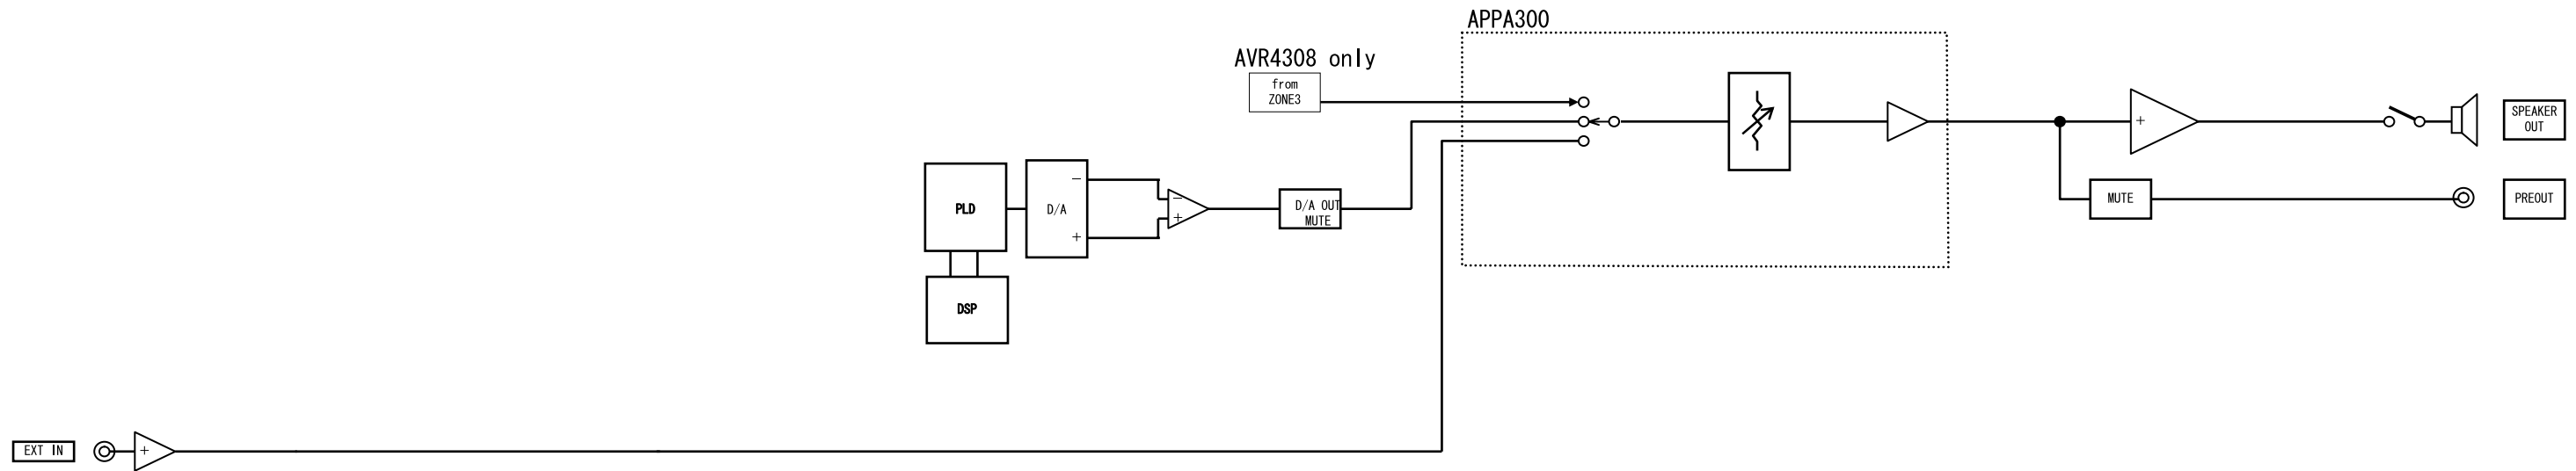 APPA300
AVR4308 only
from
ZONE3
SPEAKER
OUT
+
PLD
D/A
−
+
−
+
D/A OUT
MUTE
MUTE
PREOUT
DSP
EXT IN
+